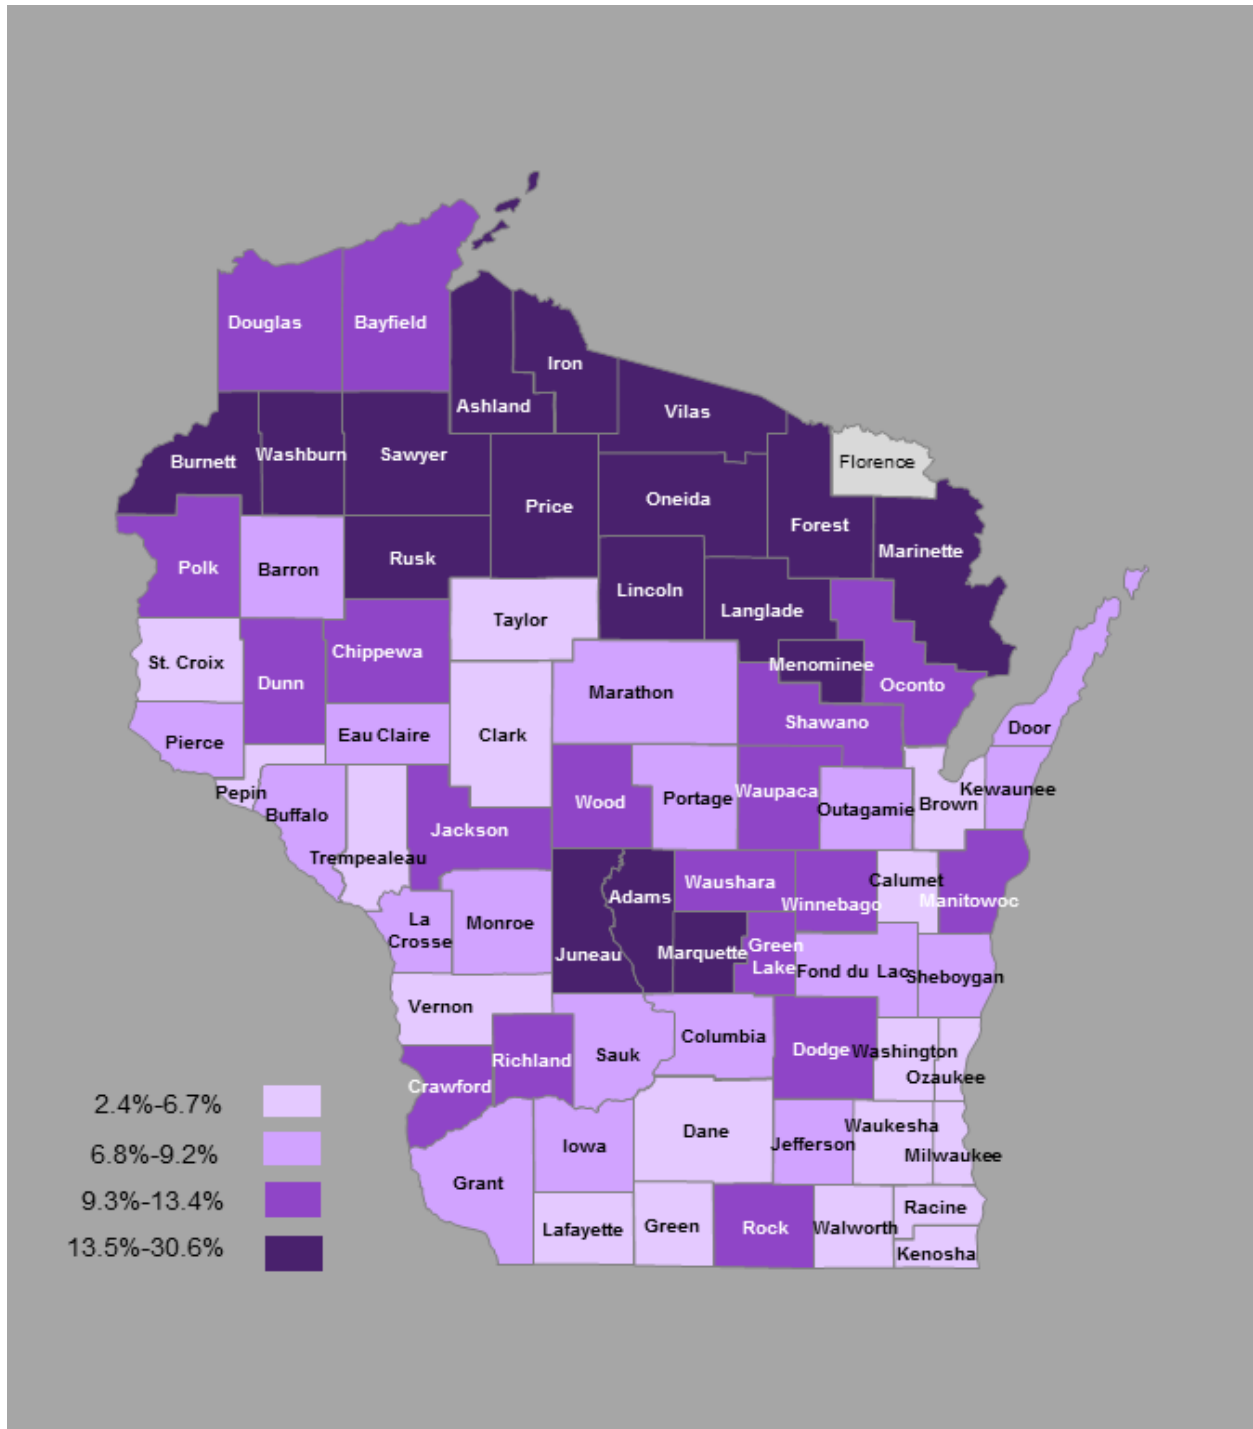 Douglas
Bayfield
Iron
Ashland
Vilas
Burnett
Washburn
Sawyer
Florence
Price
Oneida
Forest
Marinette
Polk
Barron
Rusk
Lincoln
Langlade
Taylor
St. Croix
Chippewa
Menominee
Dunn
Marathon
Oconto
Shawano
Door
Pierce
Eau Claire
Clark
Pepin
Wood
Portage
Waupaca
Outagamie
Brown
Kewaunee
Buffalo
Jackson
Trempealeau
Adams
Waushara
Winnebago
Calumet
Manitowoc
La
Crosse
Monroe
Juneau
Marquette
Green
Lake
Fond du Lac
Sheboygan
Vernon
Richland
Sauk
Columbia
Dodge
Washington
Ozaukee
Crawford
2.4%-6.7%
6.8%-9.2%
9.3%-13.4%
13.5%-30.6%
Grant
Iowa
Dane
Jefferson
Waukesha
Milwaukee
Lafayette
Green
Rock
Walworth
Racine
Kenosha